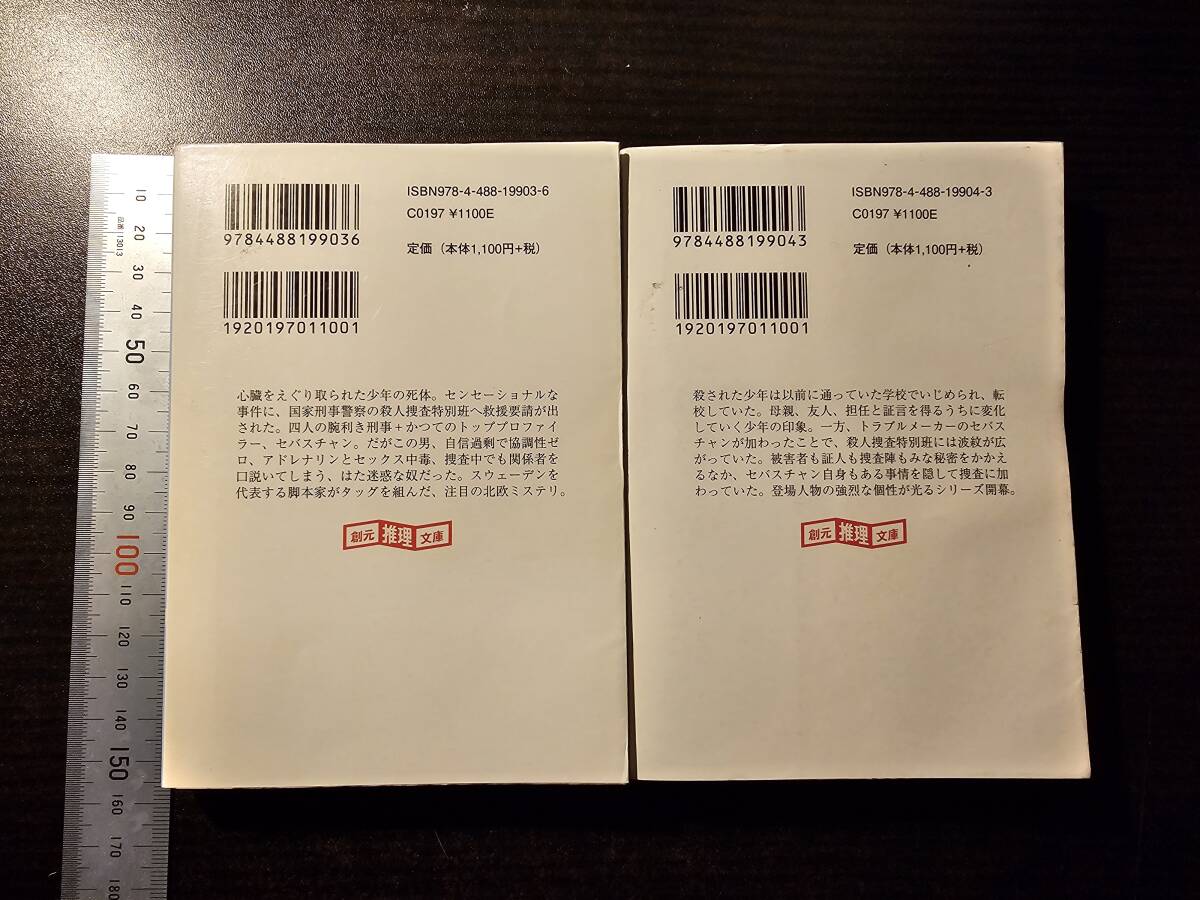 品番 13013
10
20
30
40
50
60
70
80
90
100
110
120
130
140
150
160
170
180
ISBN978-4-488-19903-6
C0197 ¥1100E
9784488199036
定価（本体1,100円+税）
1920197011001
心臓をえぐり取られた少年の死体。センセーショナルな
事件に、国家刑事警察の殺人捜査特別班へ救援要請が出
された。四人の腕利き刑事+かつてのトッププロファイ
ラー、セバスチャン。だがこの男、自信過剰で協調性ゼ
ロ、アドレナリンとセックス中毒、捜査中でも関係者を
口説いてしまう、はた迷惑な奴だった。スウェーデンを
代表する脚本家がタッグを組んだ、注目の北欧ミステリ。
創元 推理 文庫
ISBN978-4-488-19904-3
C0197 ¥1100E
9784488199043
定価（本体1,100円+税）
1920197011001
殺された少年は以前に通っていた学校でいじめられ、転
校していた。母親、友人、担任と証言を得るうちに変化
していく少年の印象。一方、トラブルメーカーのセバス
チャンが加わったことで、殺人捜査特別班には波紋が広
がっていた。被害者も証人も捜査陣もみな秘密をかかえ
るなか、セバスチャン自身もある事情を隠して捜査に加
わっていた。登場人物の強烈な個性が光るシリーズ開幕。
創元 推理 文庫